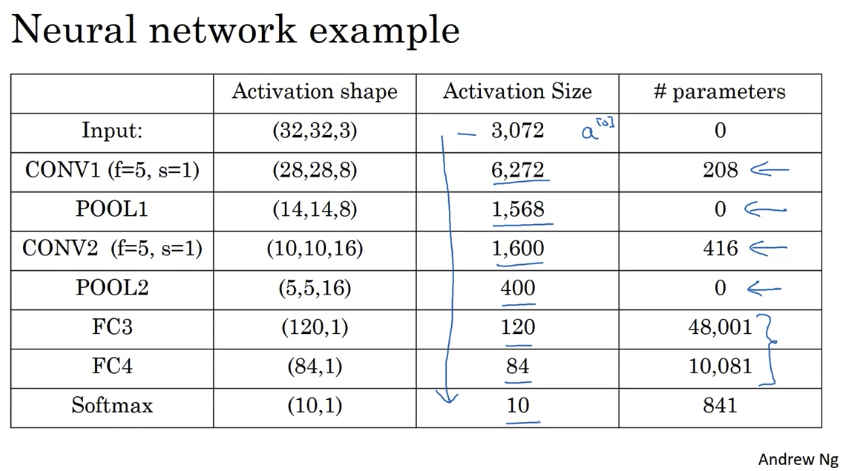 Neural network example
Activation shape Activation Size # parameters
Input: (32,32,3) — 3,072 a[0] 0
CONV1 (f=5, s=1) (28,28,8) 6,272 208 ←
POOL1 (14,14,8) 1,568 0 ←
CONV2 (f=5, s=1) (10,10,16) 1,600 416 ←
POOL2 (5,5,16) 400 0 ←
FC3 (120,1) 120 48,001 }
FC4 (84,1) 84 10,081
Softmax (10,1) 10 841
Andrew Ng